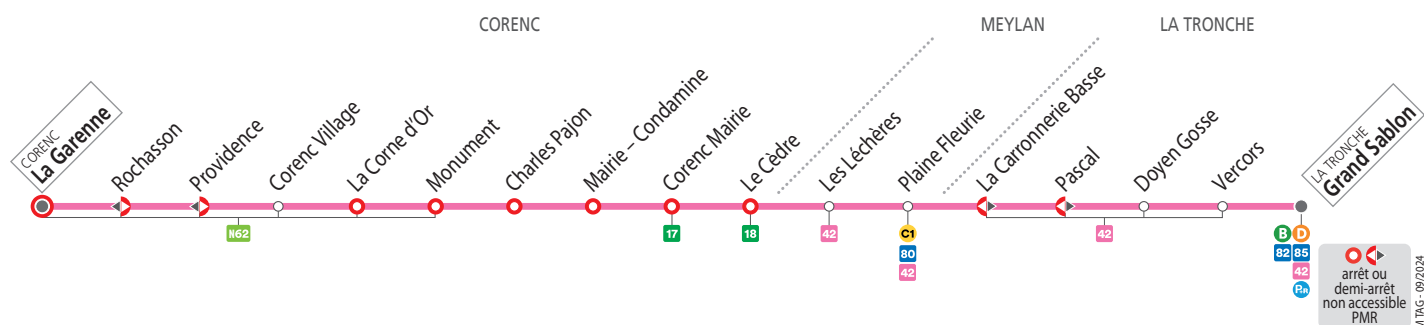 CORENC
MEYLAN
LA TRONCHE
CORENC
La Garenne
Rochasson
Providence
Corenc Village
La Corne d'Or
Monument
Charles Pajon
Mairie – Condamine
Corenc Mairie
Le Cèdre
Les Léchères
Plaine Fleurie
La Carronnerie Basse
Pascal
Doyen Gosse
Vercors
LA TRONCHE
Grand Sablon
N62
17
18
42
C1
80
42
42
B D
82 85
42
P+R
arrêt ou
demi-arrêt
non accessible
PMR
TAG - 09/2024